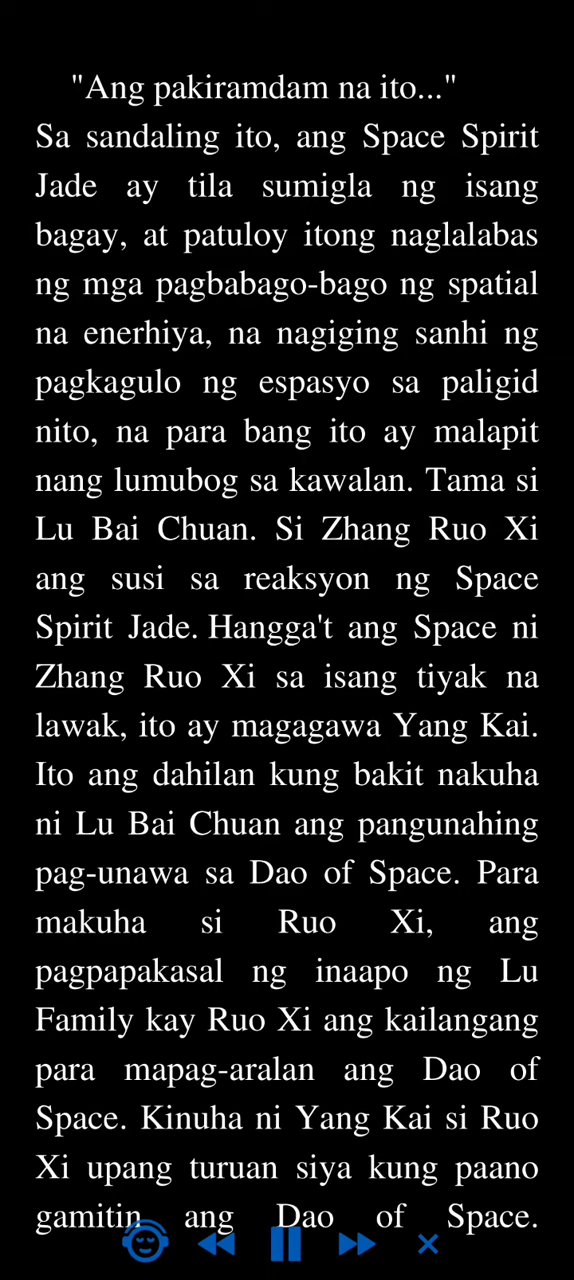 "Ang pakiramdam na ito..."
Sa sandaling ito, ang Space Spirit
Jade ay tila sumigla ng isang
bagay, at patuloy itong naglalabas
ng mga pagbabago-bago ng spatial
na enerhiya, na nagiging sanhi ng
pagkagulo ng espasyo sa paligid
nito, na para bang ito ay malapit
nang lumubog sa kawalan. Tama si
Lu Bai Chuan. Si Zhang Ruo Xi
ang susi sa reaksyon ng Space
Spirit Jade. Hangga't ang Space ni
Zhang Ruo Xi sa isang tiyak na
lawak, ito ay magagawa Yang Kai.
Ito ang dahilan kung bakit nakuha
ni Lu Bai Chuan ang pangunahing
pag-unawa sa Dao of Space. Para
makuha si Ruo Xi, ang
pagpapakasal ng inaapo ng Lu
Family kay Ruo Xi ang kailangang
para mapag-aralan ang Dao of
Space. Kinuha ni Yang Kai si Ruo
Xi upang turuan siya kung paano
gamitin ang Dao of Space.